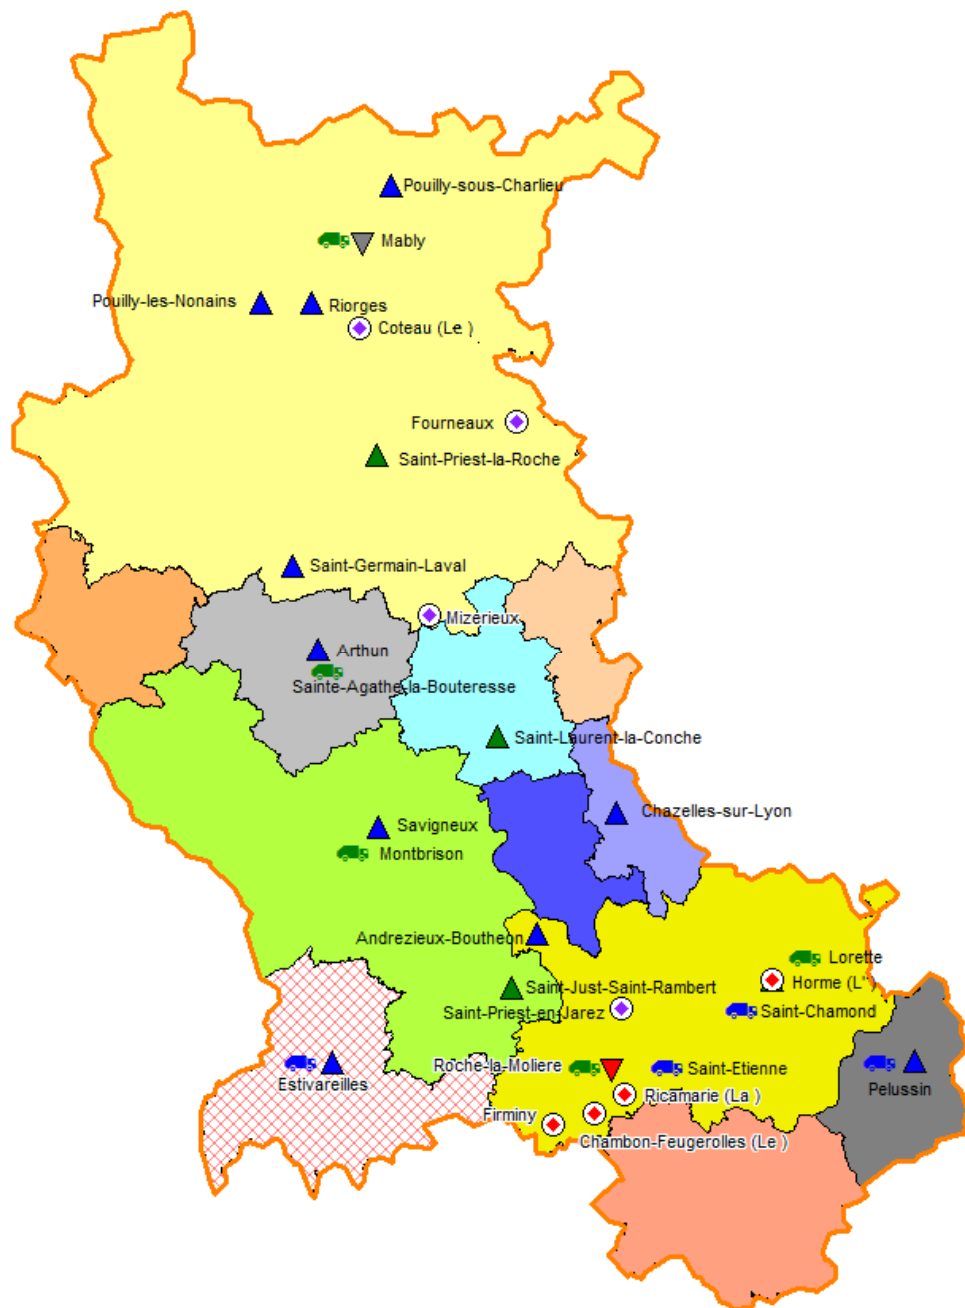 Pouilly-sous-Charlieu
Mably
Pouilly-les-Nonains
Riorges
Coteau (Le )
Fourneaux
Saint-Priest-la-Roche
Saint-Germain-Laval
Mizerieux
Arthun
Sainte-Agathe-la-Bouteresse
Saint-Laurent-la-Conche
Chazelles-sur-Lyon
Savigneux
Montbrison
Andrezieux-Boutheon
Lorette
Horme (L' )
Saint-Just-Saint-Rambert
Saint-Priest-en-Jarez
Saint-Chamond
Roche-la-Moliere
Saint-Etienne
Estivareilles
Pelussin
Ricamarie (La )
Firminy
Chambon-Feugerolles (Le )